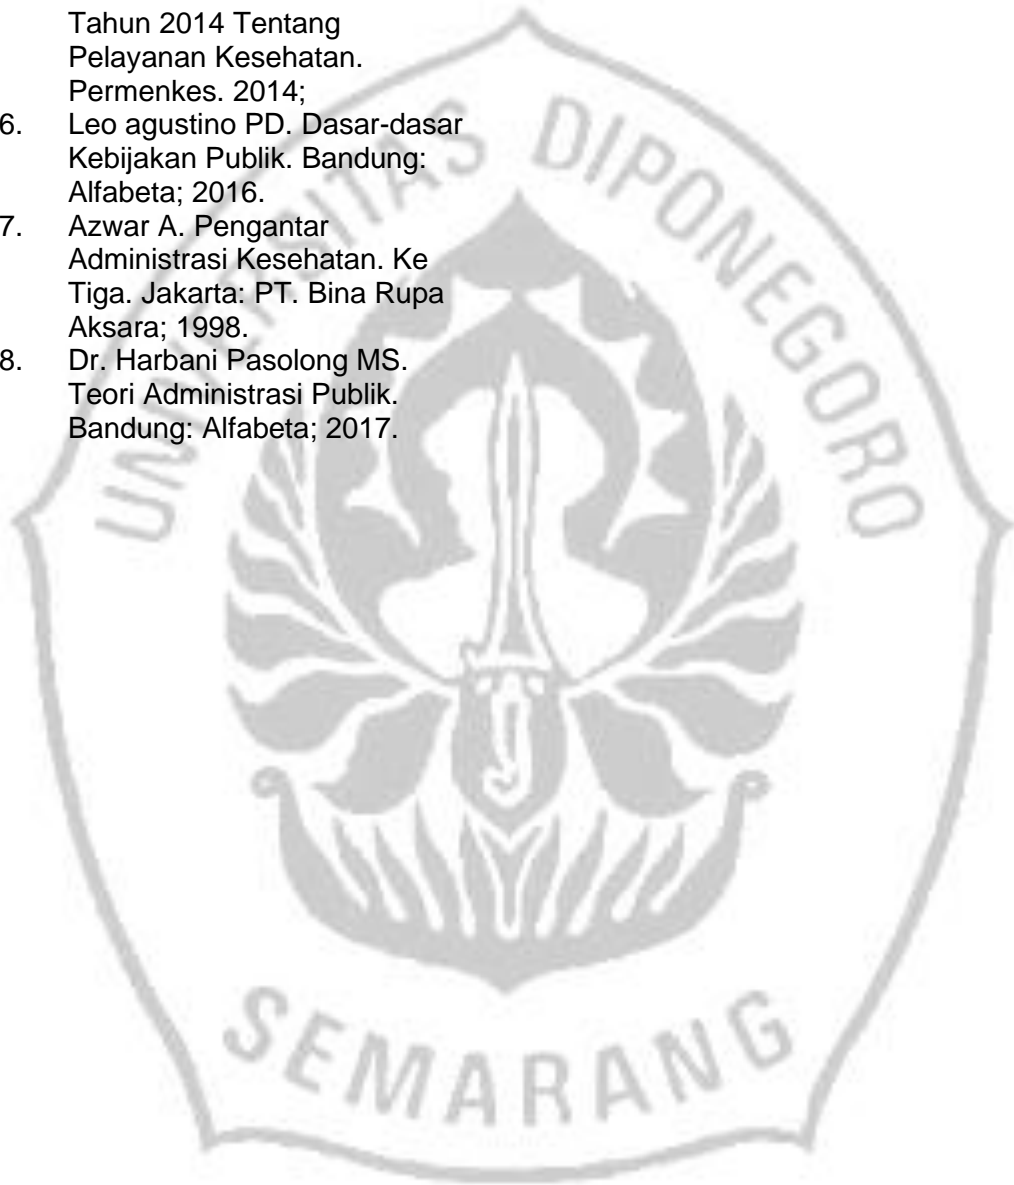 Tahun 2014 Tentang
Pelayanan Kesehatan.
Permenkes. 2014;
6. Leo agustino PD. Dasar-dasar
Kebijakan Publik. Bandung:
Alfabeta; 2016.
7. Azwar A. Pengantar
Administrasi Kesehatan. Ke
Tiga. Jakarta: PT. Bina Rupa
Aksara; 1998.
8. Dr. Harbani Pasolong MS.
Teori Administrasi Publik.
Bandung: Alfabeta; 2017.
UNIVERSITAS DIPONEGORO
SEMARANG